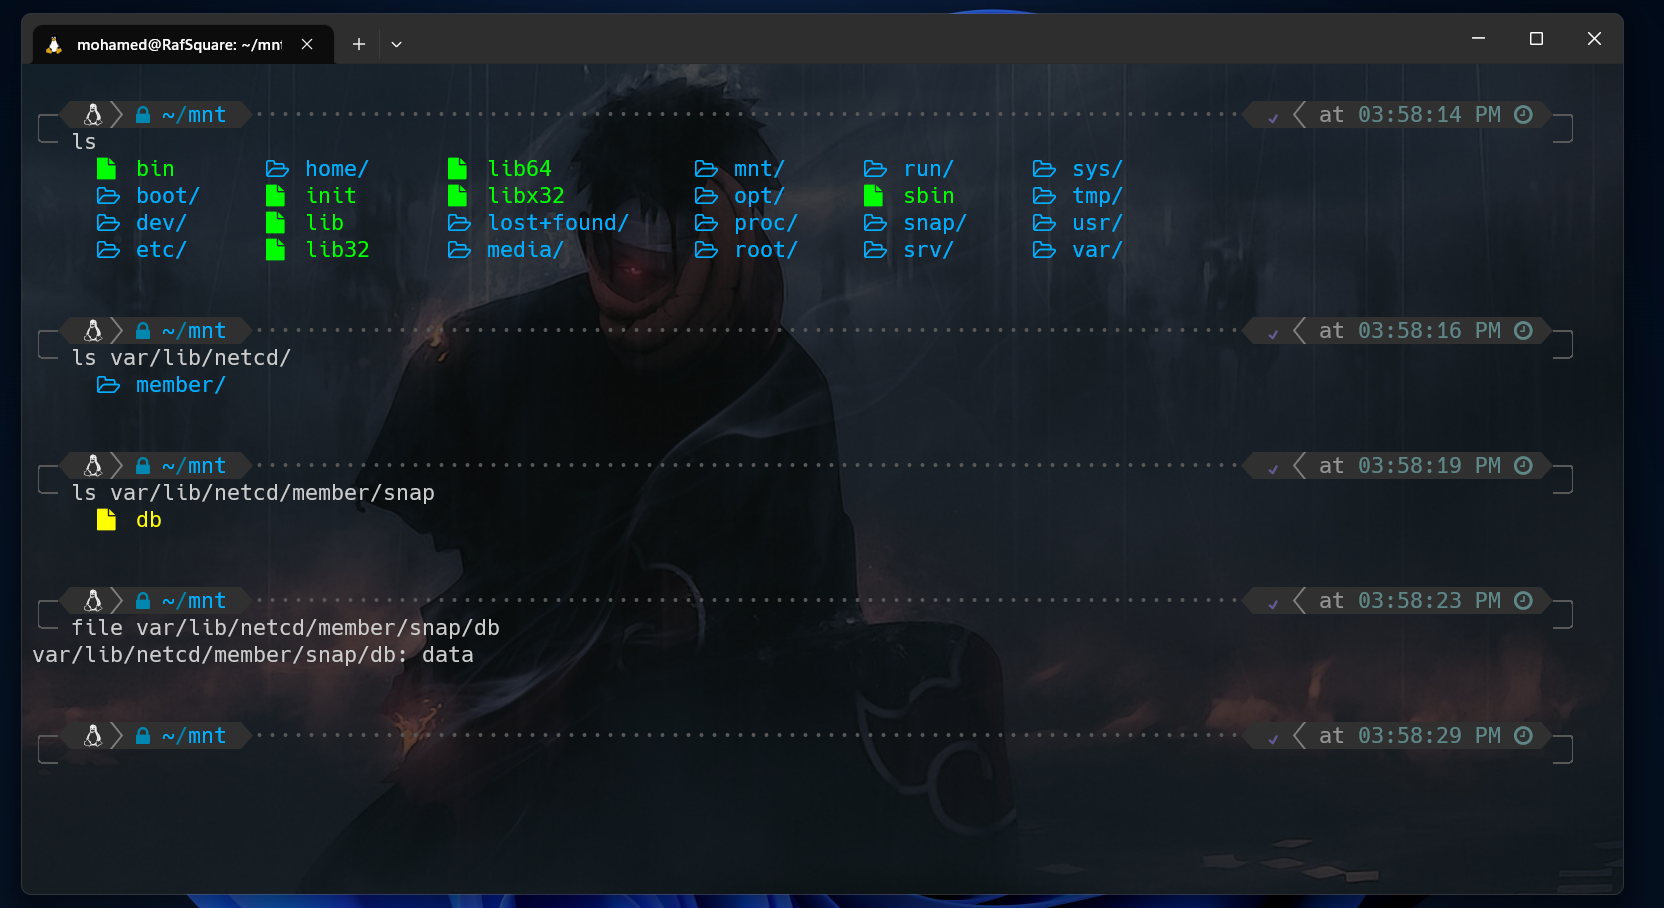 mohamed@RafSquare: ~/mnt
~/mnt at 03:58:14 PM
ls
bin home/ lib64 mnt/ run/ sys/
boot/ init libx32 opt/ sbin tmp/
dev/ lib lost+found/ proc/ snap/ usr/
etc/ lib32 media/ root/ srv/ var/
~/mnt at 03:58:16 PM
ls var/lib/netcd/
member/
~/mnt at 03:58:19 PM
ls var/lib/netcd/member/snap
db
~/mnt at 03:58:23 PM
file var/lib/netcd/member/snap/db
var/lib/netcd/member/snap/db: data
~/mnt at 03:58:29 PM